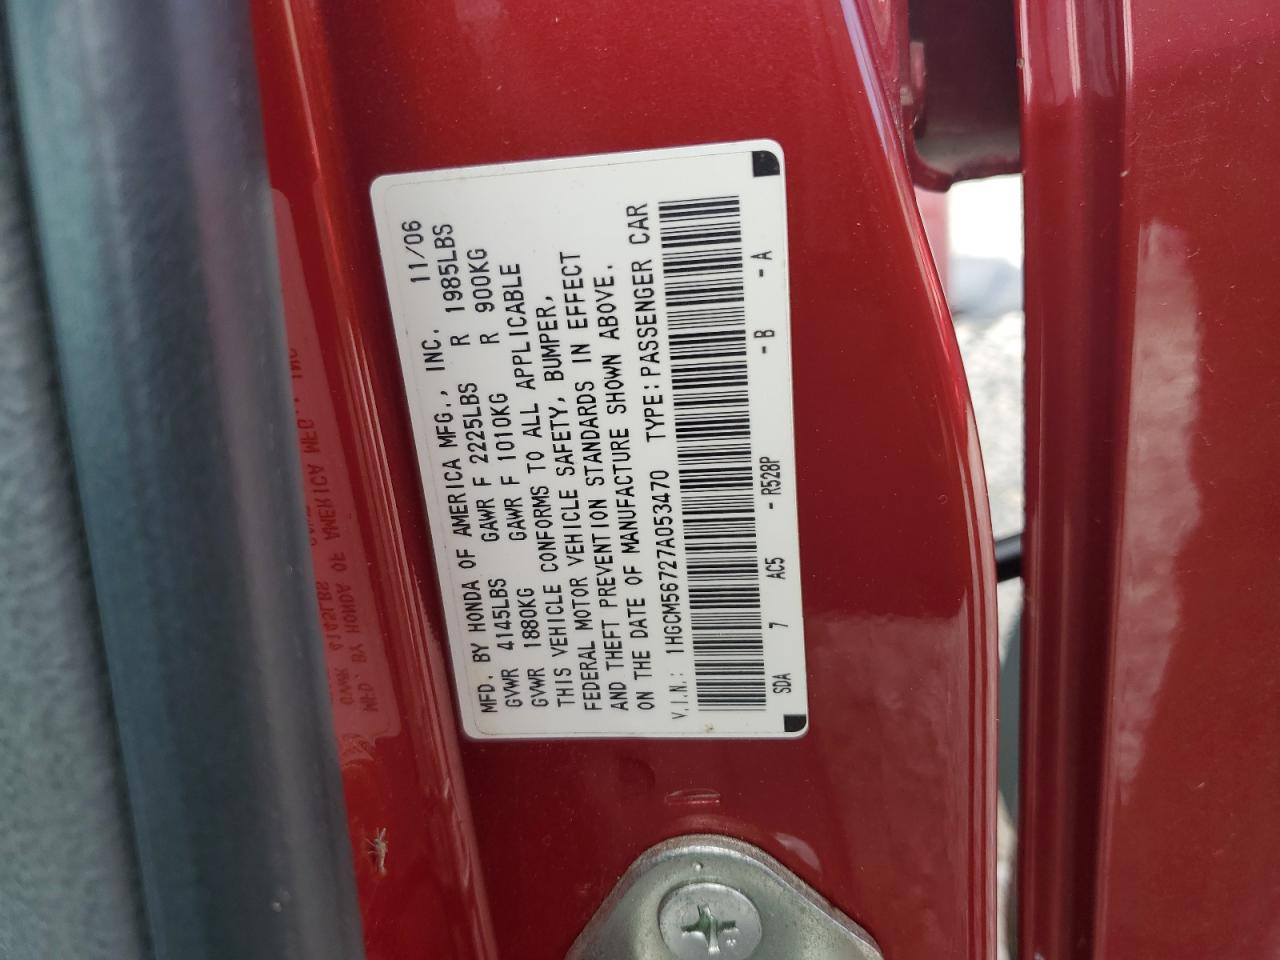 MFD. BY HONDA OF AMERICA MFG., INC. 11/06
GVWR 4145LBS GAWR F 2225LBS R 1985LBS
GVWR 1880KG GAWR F 1010KG R 900KG
THIS VEHICLE CONFORMS TO ALL APPLICABLE
FEDERAL MOTOR VEHICLE SAFETY, BUMPER,
AND THEFT PREVENTION STANDARDS IN EFFECT
ON THE DATE OF MANUFACTURE SHOWN ABOVE.
V.I.N.: 1HGCM56727A053470 TYPE:PASSENGER CAR
SDA 7 AC5 - R528P - B - A